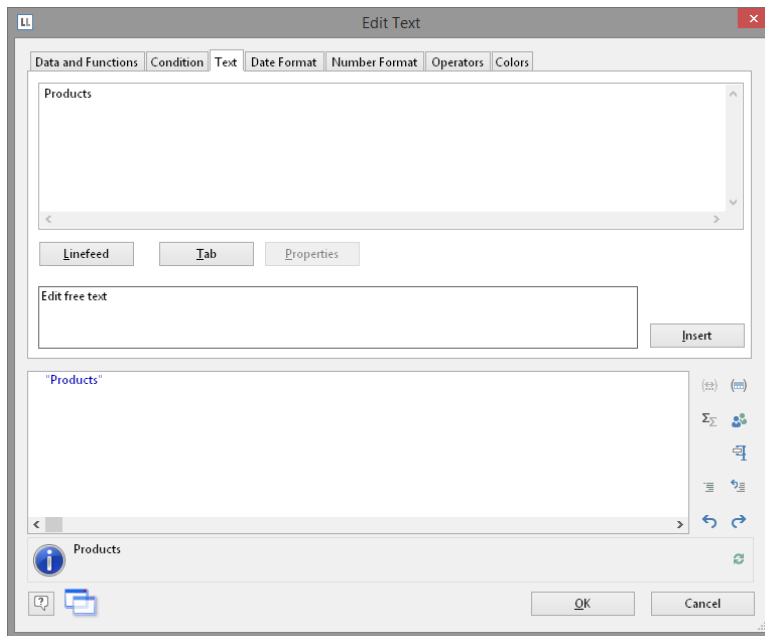 LL Edit Text
Data and Functions Condition Text Date Format Number Format Operators Colors
Products
Linefeed Tab Properties
Edit free text
Insert
"Products"
Products
OK Cancel